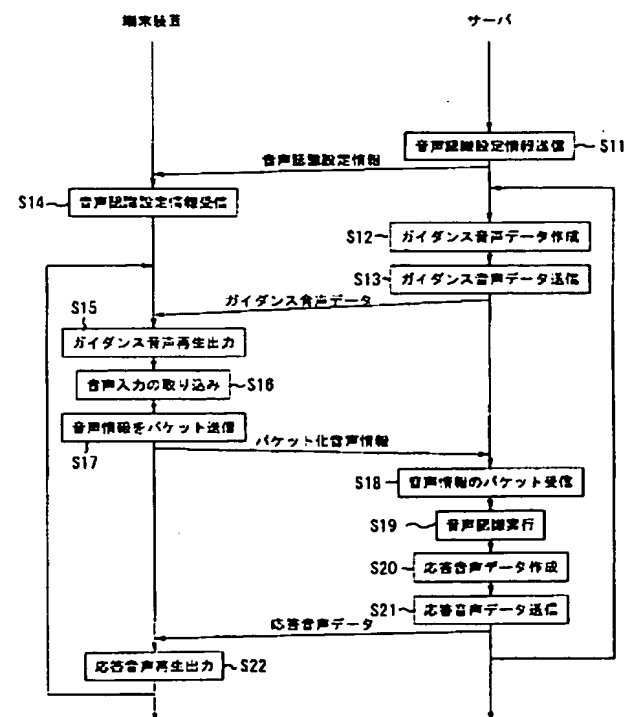 端末装置
サーバ
音声認識設定情報送信
S11
音声認識設定情報
S14
音声認識設定情報受信
S12
ガイダンス音声データ作成
S13
ガイダンス音声データ送信
ガイダンス音声データ
S15
ガイダンス音声再生出力
音声入力の取り込み
S16
音声情報をパケット送信
S17
パケット化音声情報
S18
音声情報のパケット受信
S19
音声認識実行
S20
応答音声データ作成
S21
応答音声データ送信
応答音声データ
応答音声再生出力
S22